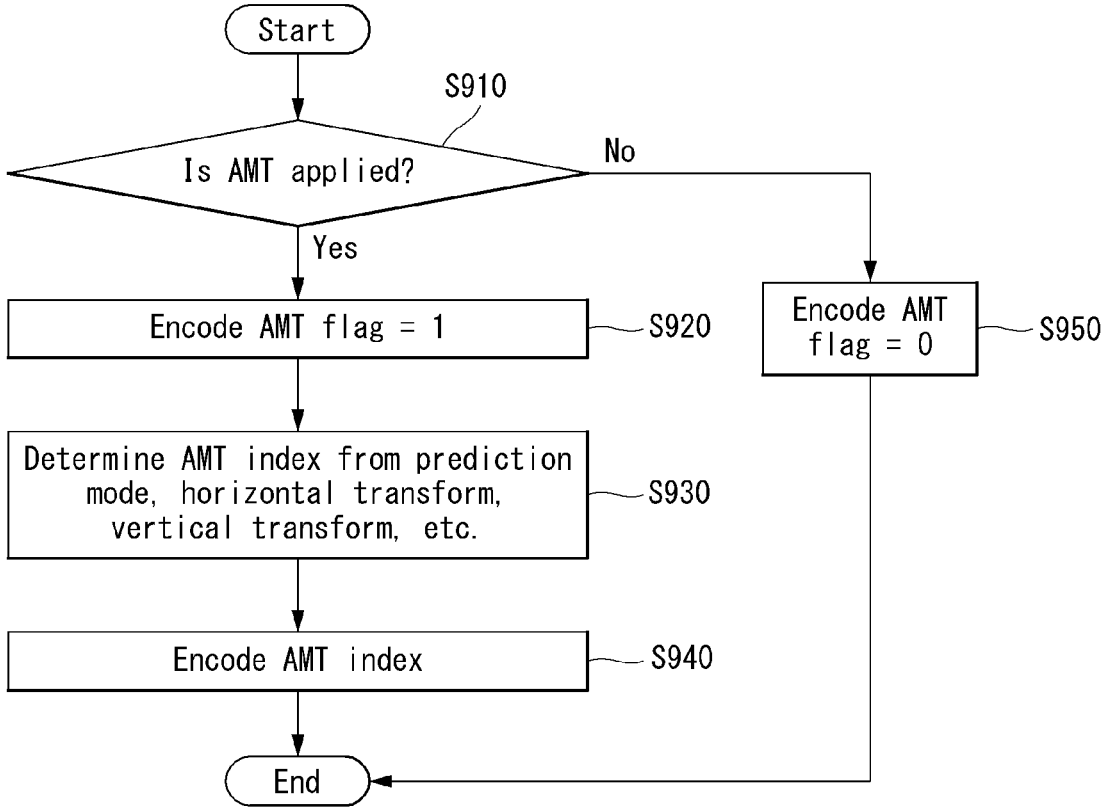 Start
S910
Is AMT applied?
No
Yes
Encode AMT flag = 1
S920
Encode AMT
flag = 0
S950
Determine AMT index from prediction
mode, horizontal transform,
vertical transform, etc.
S930
Encode AMT index
S940
End